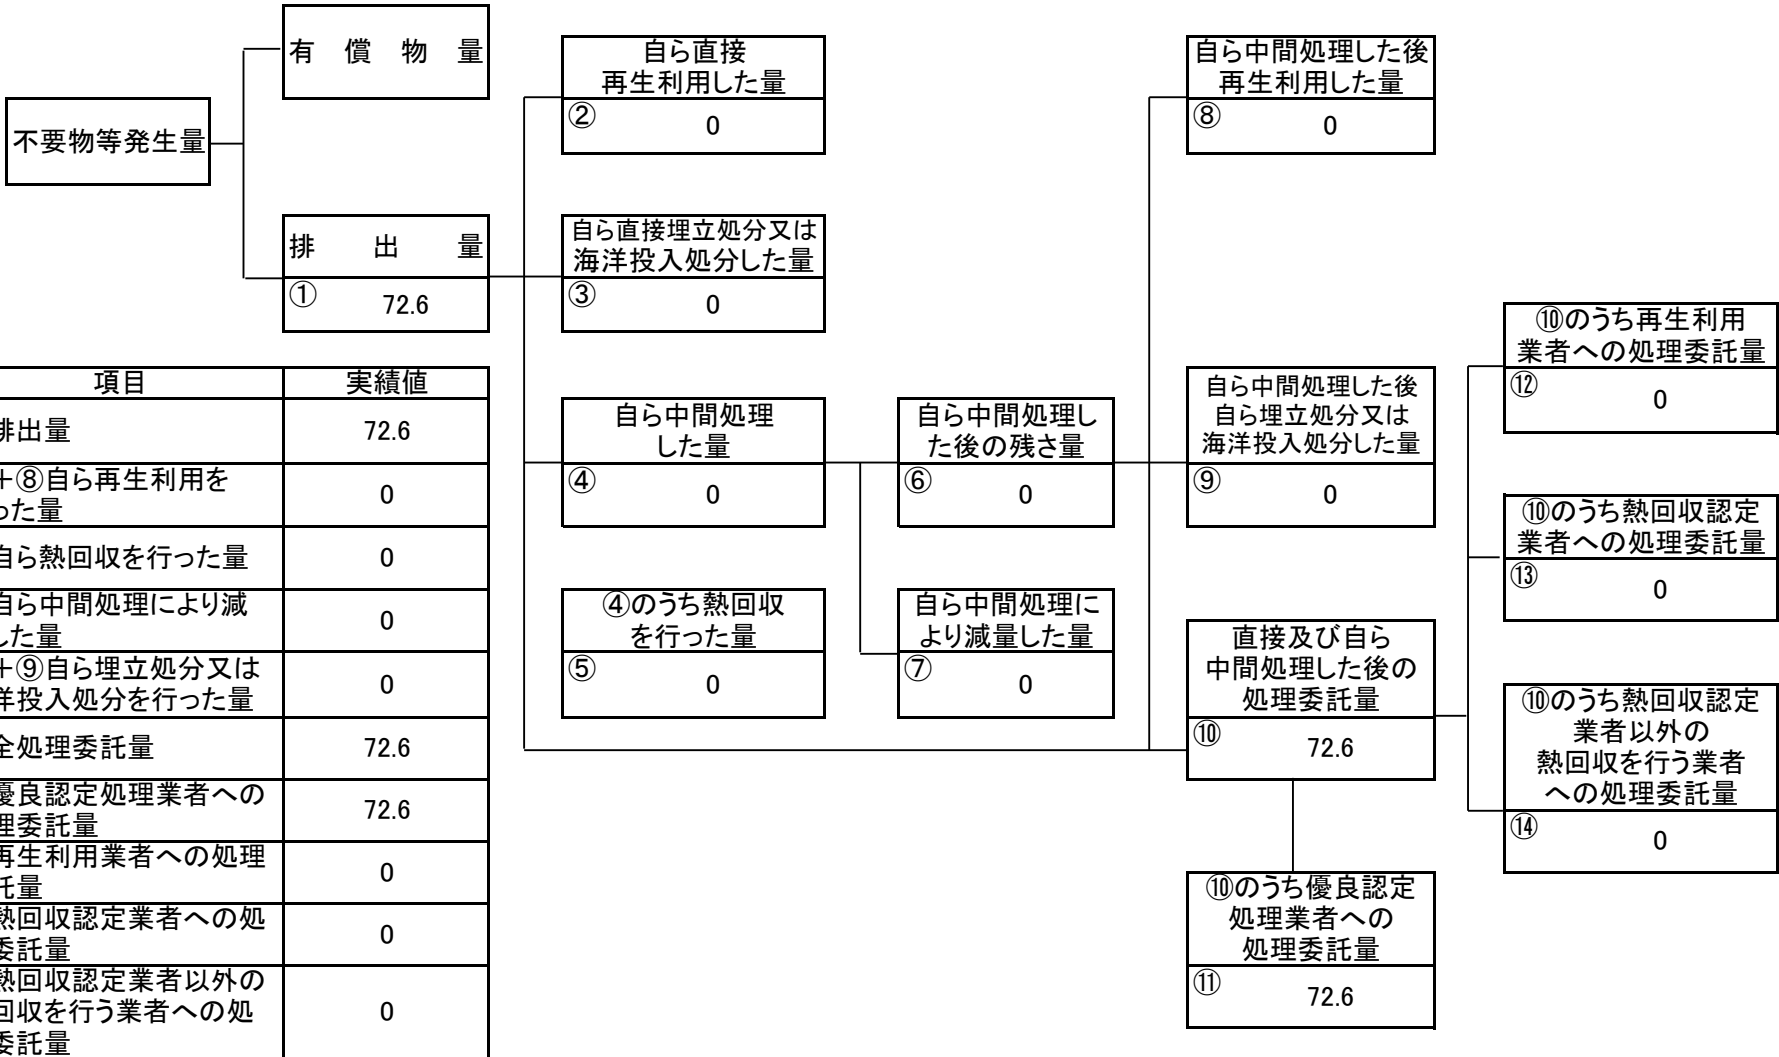 有償物量
不要物等発生量
排出量
① 72.6
自ら直接
再生利用した量
② 0
自ら直接埋立処分又は
海洋投入処分した量
③ 0
自ら中間処理
した量
④ 0
④のうち熱回収
を行った量
⑤ 0
自ら中間処理し
た後の残さ量
⑥ 0
自ら中間処理に
より減量した量
⑦ 0
自ら中間処理した後
再生利用した量
⑧ 0
自ら中間処理した後
自ら埋立処分又は
海洋投入処分した量
⑨ 0
直接及び自ら
中間処理した後の
処理委託量
⑩ 72.6
⑩のうち優良認定
処理業者への
処理委託量
⑪ 72.6
⑩のうち再生利用
業者への処理委託量
⑫ 0
⑩のうち熱回収認定
業者への処理委託量
⑬ 0
⑩のうち熱回収認定
業者以外の
熱回収を行う業者
への処理委託量
⑭ 0
項目 実績値
排出量 72.6
+⑧自ら再生利用を
った量 0
自ら熱回収を行った量 0
自ら中間処理により減
した量 0
+⑨自ら埋立処分又は
洋投入処分を行った量 0
全処理委託量 72.6
優良認定処理業者への
理委託量 72.6
再生利用業者への処理
託量 0
熱回収認定業者への処
委託量 0
熱回収認定業者以外の
回収を行う業者への処
委託量 0